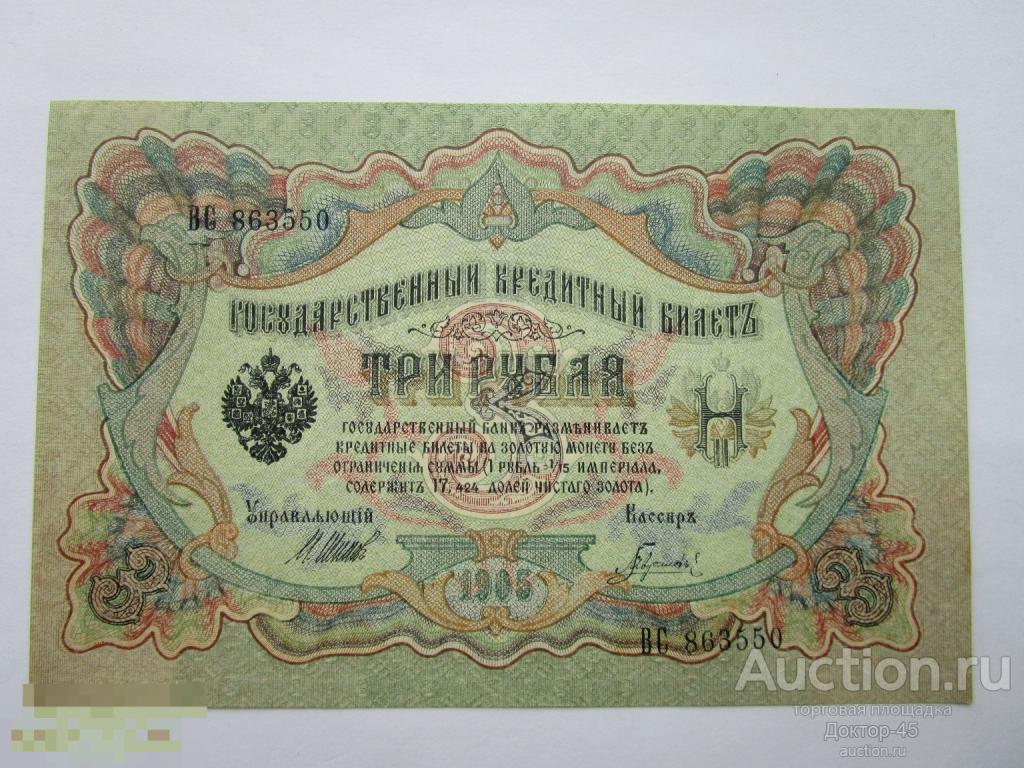 ВС 863550
ГОСУДАРСТВЕННЫЙ КРЕДИТНЫЙ БИЛЕТЪ
ТРИ РУБЛЯ
Н
ГОСУДАРСТВЕННЫЙ БАНКЪ РАЗМѢНИВАЕТЪ
КРЕДИТНЫЕ БИЛЕТЫ НА ЗОЛОТУЮ МОНЕТУ БЕЗЪ
ОГРАНИЧЕНІЯ СУММЫ (1 РУБЛЬ = 1/15 ИМПЕРІАЛА,
СОДЕРЖИТЪ 17,424 ДОЛЕЙ ЧИСТАГО ЗОЛОТА).
Управляющій Кассиръ
1905
3 3
ВС 863550
Auction.ru
торговая площадка
Доктор-45
auction.ru